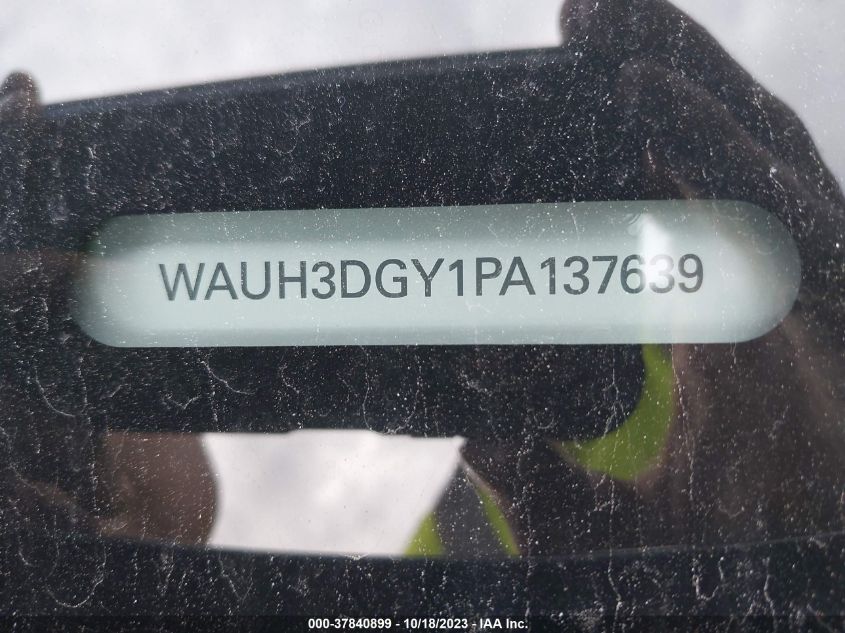 WAUH3DGY1PA137639
000-37840899 - 10/18/2023 - IAA Inc.